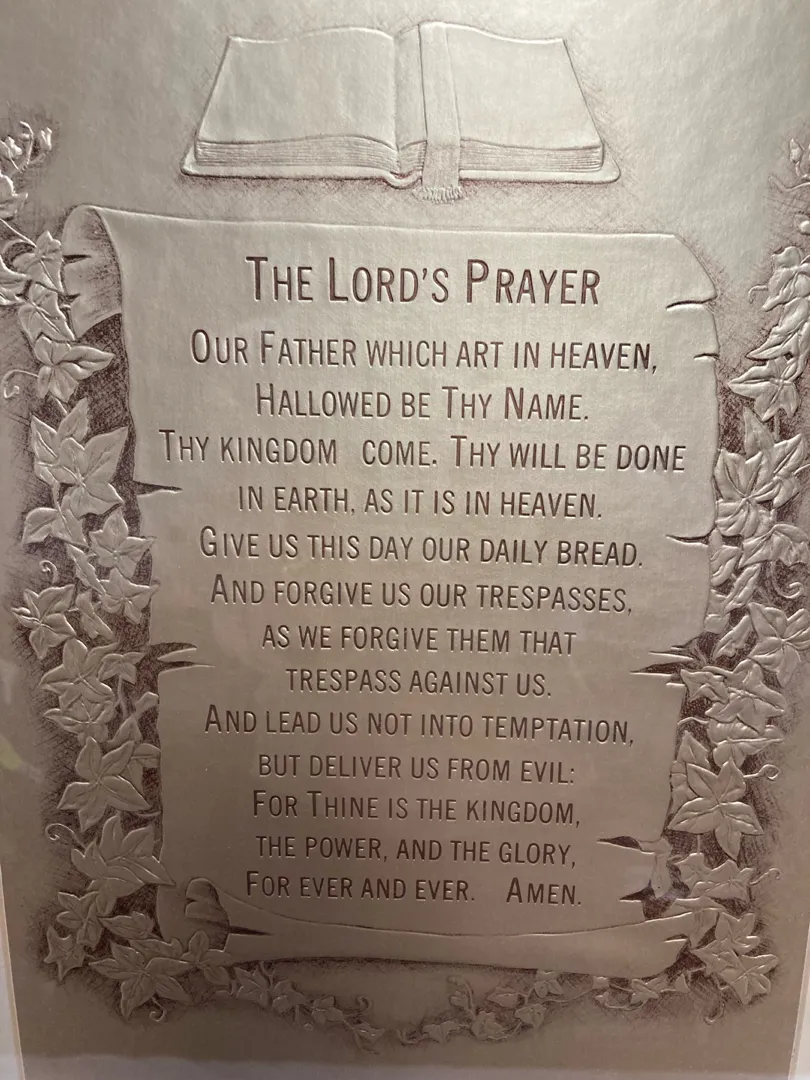 The Lord's Prayer
Our Father which art in heaven,
Hallowed be Thy Name.
Thy kingdom come. Thy will be done
in earth, as it is in heaven.
Give us this day our daily bread.
And forgive us our trespasses,
as we forgive them that
trespass against us.
And lead us not into temptation,
but deliver us from evil:
For Thine is the kingdom,
the power, and the glory,
For ever and ever. Amen.